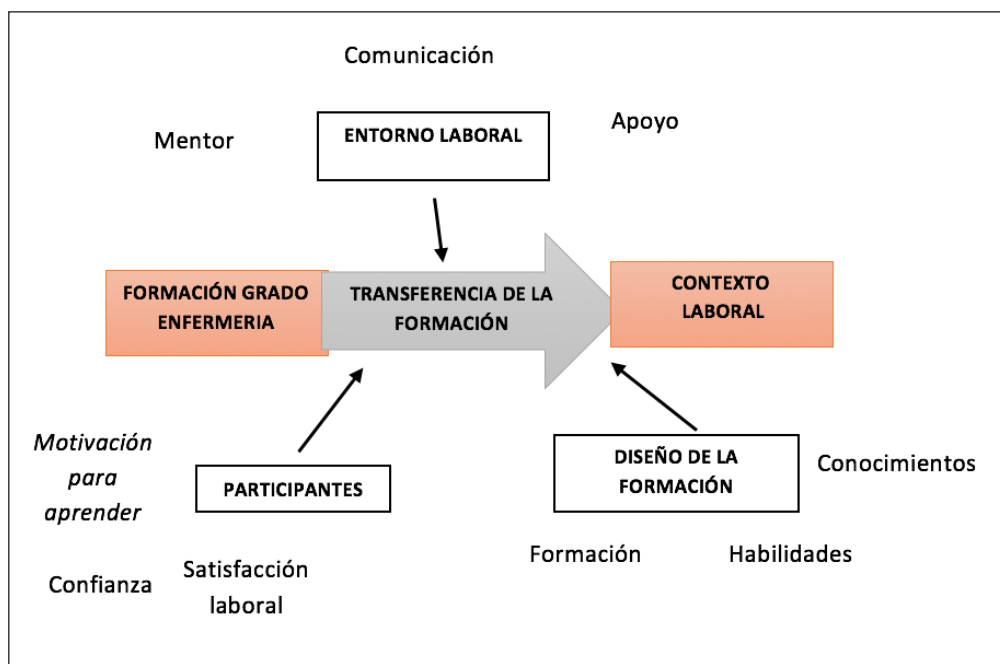 Comunicación
Mentor
ENTORNO LABORAL
Apoyo
FORMACIÓN GRADO
ENFERMERIA
TRANSFERENCIA DE LA
FORMACIÓN
CONTEXTO
LABORAL
Motivación
para
aprender
PARTICIPANTES
DISEÑO DE LA
FORMACIÓN
Conocimientos
Confianza
Satisfacción
laboral
Formación
Habilidades